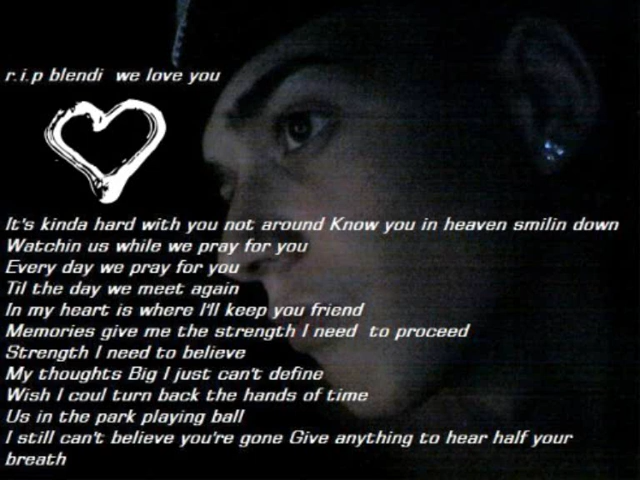 r.i.p blendi we love you
It's kinda hard with you not around Know you in heaven smilin down
Watchin us while we pray for you
Every day we pray for you
Til the day we meet again
In my heart is where I'll keep you friend
Memories give me the strength I need to proceed
Strength I need to believe
My thoughts Big I just can't define
Wish I coul turn back the hands of time
Us in the park playing ball
I still can't believe you're gone Give anything to hear half your
breath